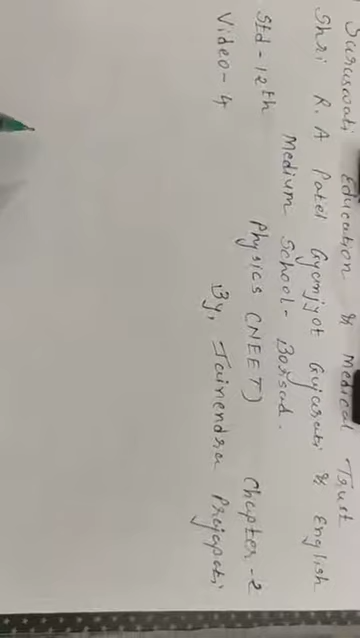 Saraswati Education & Medical Trust
Shri R. A Patel Gyanjyot Gujarati & English
Medium School - Borsad.
Std - 12th Physics (NEET) Chapter - 2
Video - 4 By, Jainendra Prajapati